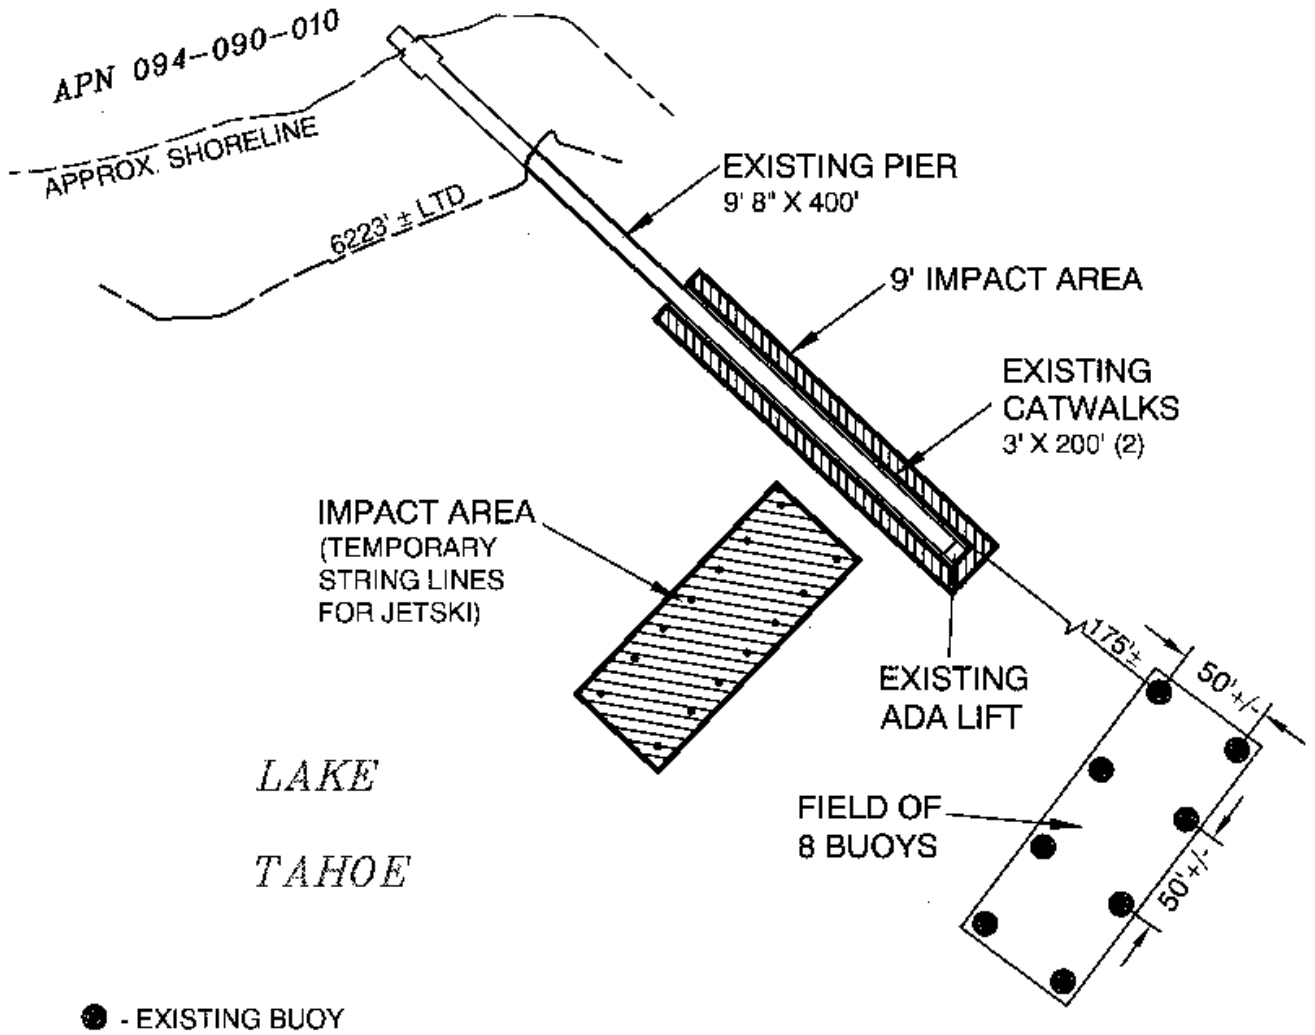 APN 094-090-010
APPROX. SHORELINE
6223' ± LTD
EXISTING PIER
9' 8" X 400'
9' IMPACT AREA
EXISTING
CATWALKS
3' X 200' (2)
IMPACT AREA
(TEMPORARY
STRING LINES
FOR JETSKI)
175'±
50'+/-
EXISTING
ADA LIFT
LAKE
TAHOE
FIELD OF
8 BUOYS
50'+/-
- EXISTING BUOY